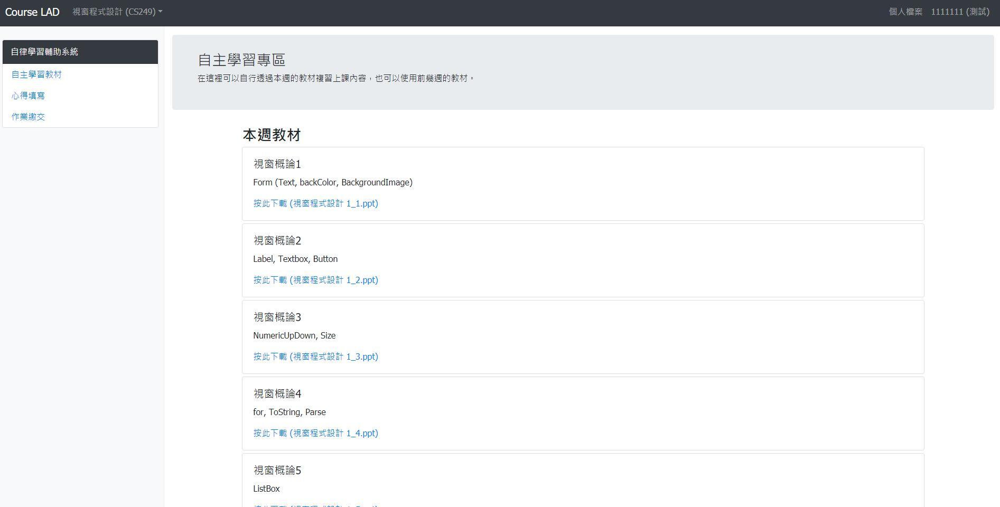 Course LAD 視窗程式設計 (CS249) 個人檔案 1111111 (測試)
自律學習輔助系統
自主學習教材
心得填寫
作業繳交
自主學習專區
在這裡可以自行透過本週的教材複習上課內容，也可以使用前幾週的教材。
本週教材
視窗概論1
Form (Text, backColor, BackgroundImage)
按此下載 (視窗程式設計 1_1.ppt)
視窗概論2
Label, Textbox, Button
按此下載 (視窗程式設計 1_2.ppt)
視窗概論3
NumericUpDown, Size
按此下載 (視窗程式設計 1_3.ppt)
視窗概論4
for, ToString, Parse
按此下載 (視窗程式設計 1_4.ppt)
視窗概論5
ListBox